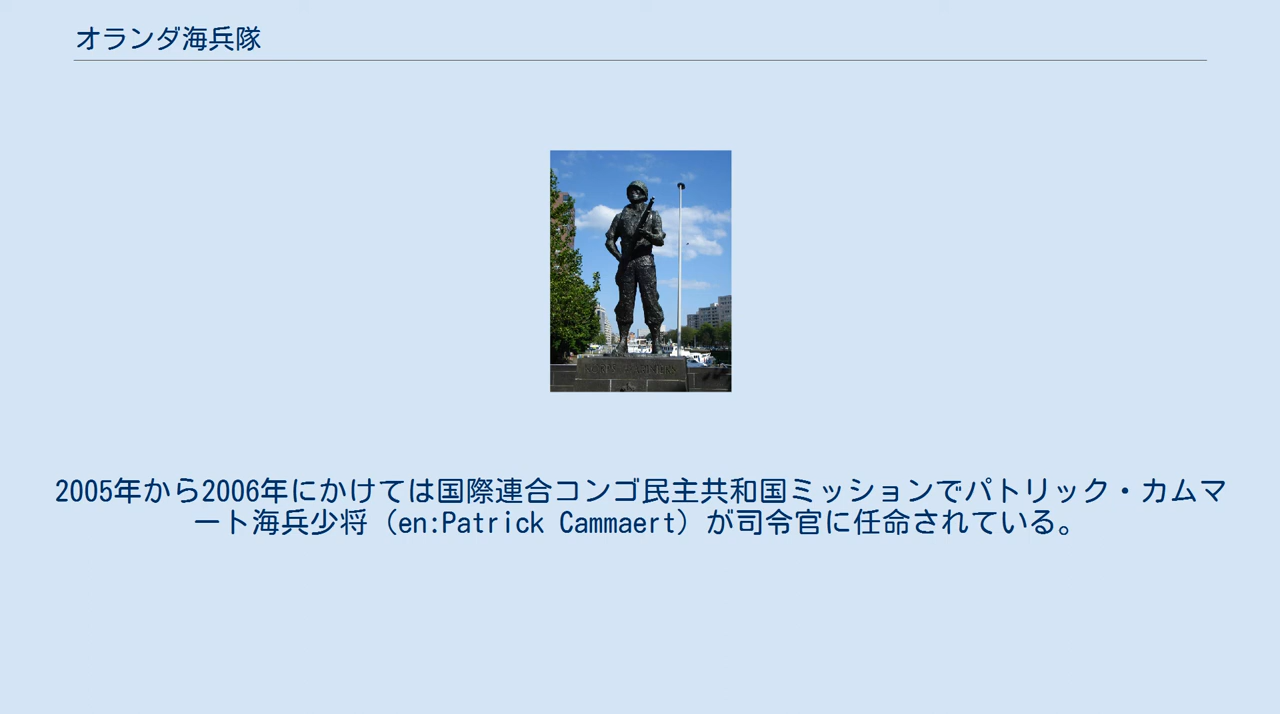 オランダ海兵隊
2005年から2006年にかけては国際連合コンゴ民主共和国ミッションでパトリック・カムマ
ート海兵少将（en:Patrick Cammaert）が司令官に任命されている。